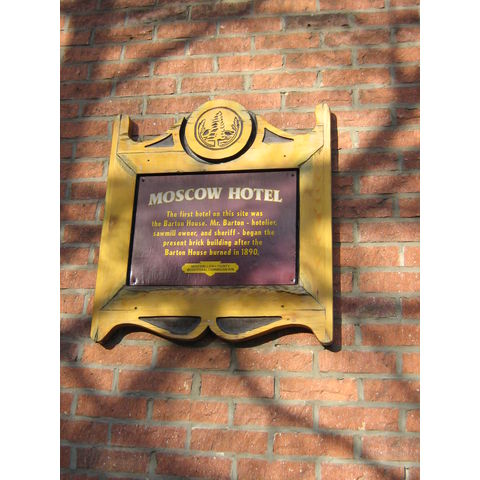 MOSCOW HOTEL
The first hotel on this site was
the Barton House. Mr. Barton - hotelier,
sawmill owner, and sheriff - began the
present brick building after the
Barton House burned in 1890.